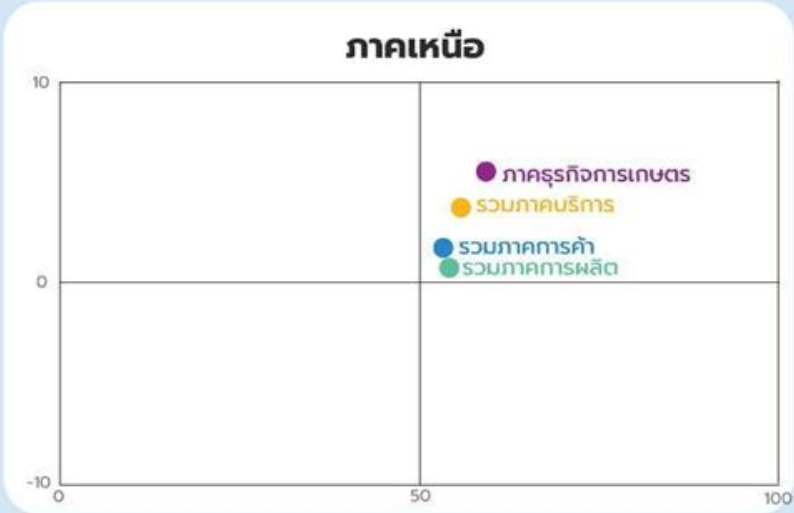 ภาคเหนือ
10
ภาคธุรกิจการเกษตร
รวมภาคบริการ
รวมภาคการค้า
รวมภาคการผลิต
0
-10
0 50 100